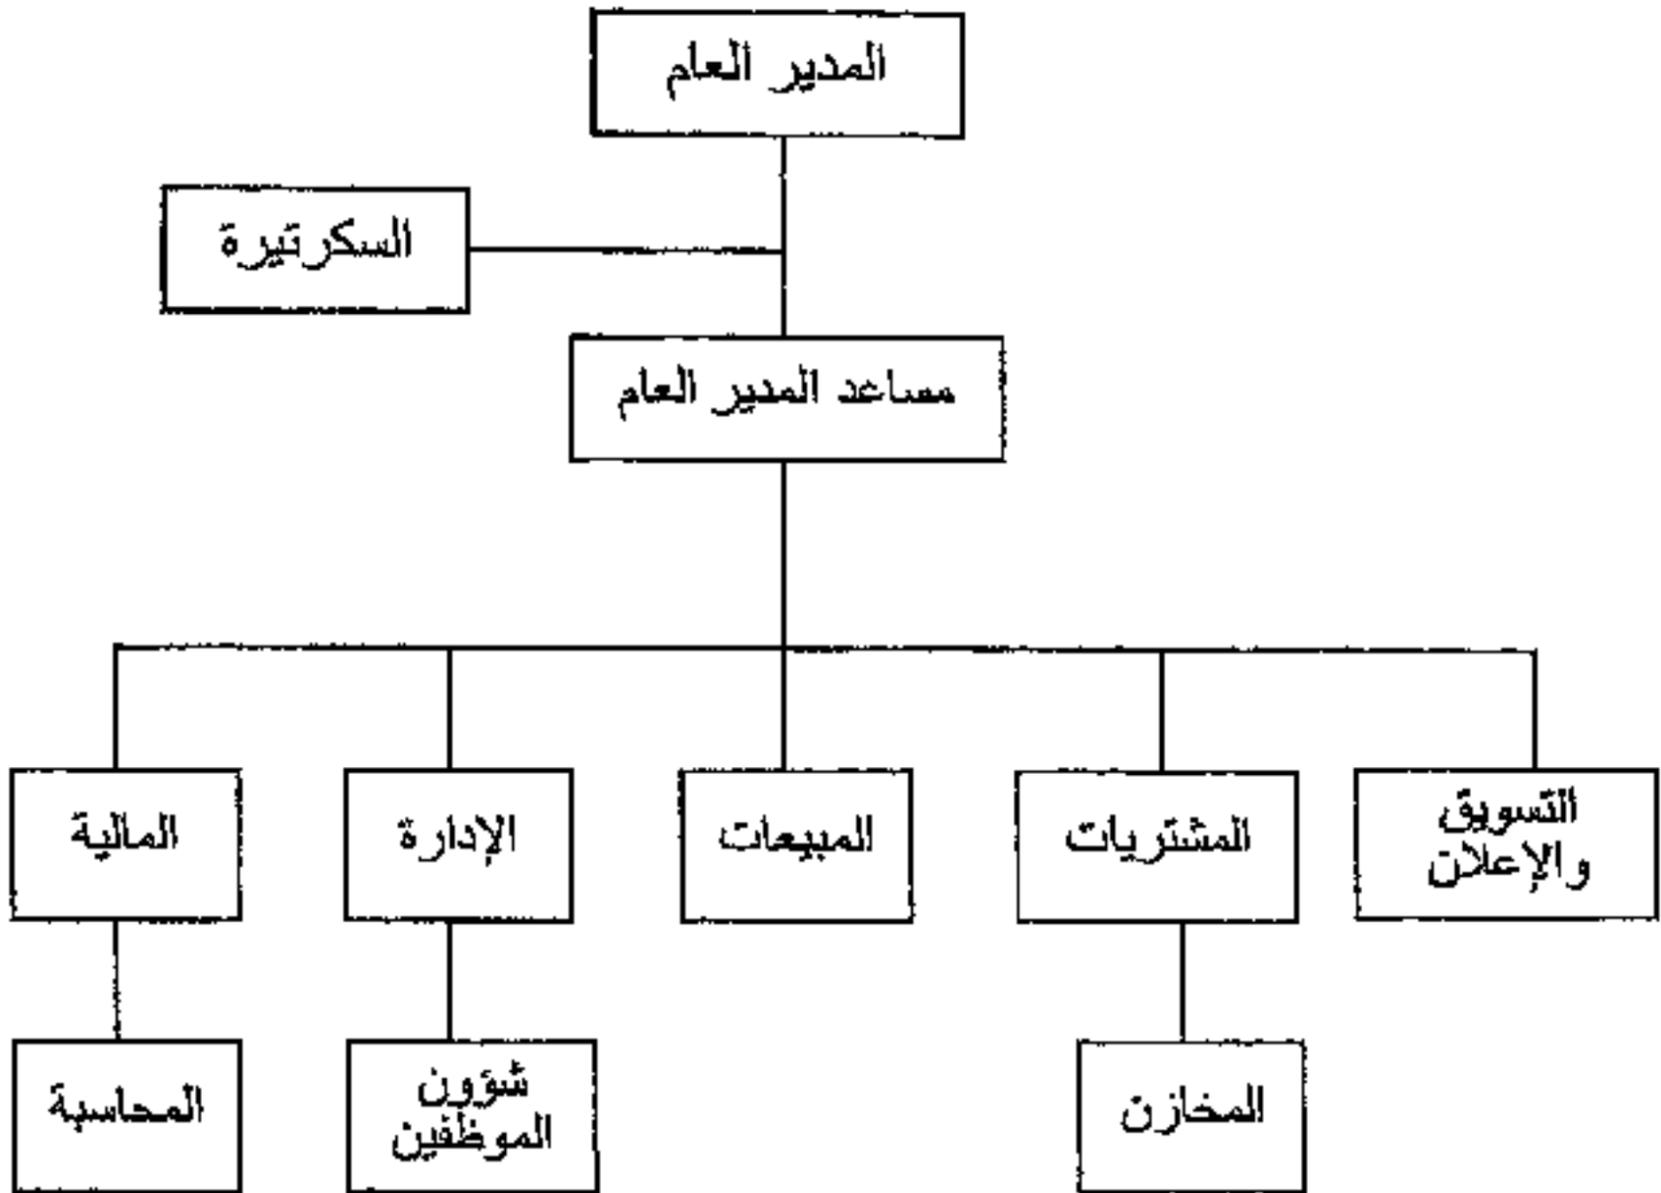 المدير العام
السكرتيرة
مساعد المدير العام
التسويق
والإعلان
المشتريات
المبيعات
الإدارة
المالية
المخازن
شؤون
الموظفين
المحاسبة